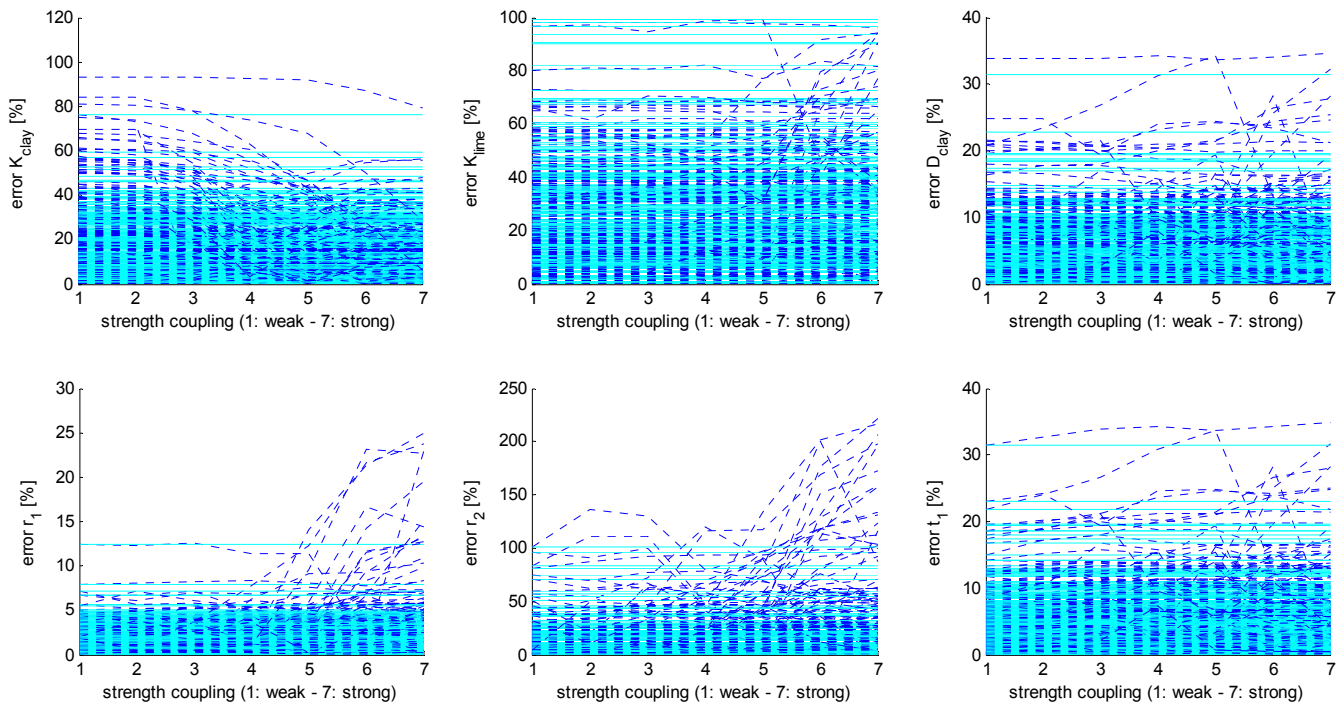 120
100
80
60
40
20
0
error K_clay [%]
1 2 3 4 5 6 7
strength coupling (1: weak - 7: strong)
100
80
60
40
20
0
error K_lime [%]
1 2 3 4 5 6 7
strength coupling (1: weak - 7: strong)
40
30
20
10
0
error D_clay [%]
1 2 3 4 5 6 7
strength coupling (1: weak - 7: strong)
30
25
20
15
10
5
0
error r_1 [%]
1 2 3 4 5 6 7
strength coupling (1: weak - 7: strong)
250
200
150
100
50
0
error r_2 [%]
1 2 3 4 5 6 7
strength coupling (1: weak - 7: strong)
40
30
20
10
0
error t_1 [%]
1 2 3 4 5 6 7
strength coupling (1: weak - 7: strong)